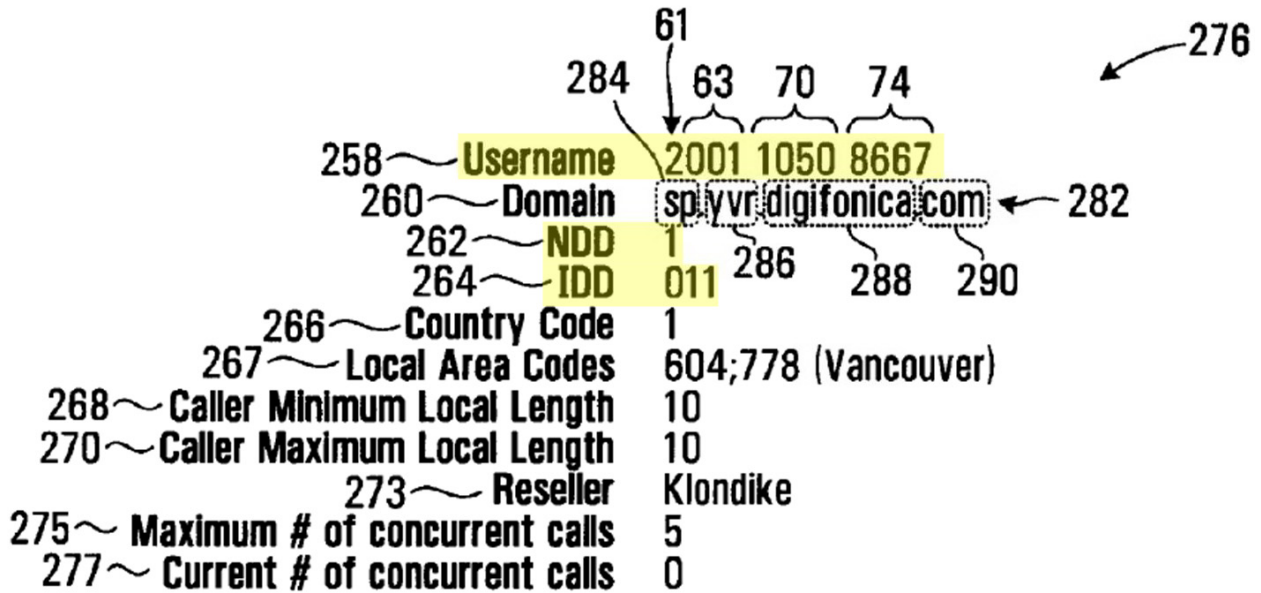 61
276
284 63 70 74
258 Username 2001 1050 8667
260 Domain sp.yvr.digifonica.com 282
262 NDD 1
286 288 290
264 IDD 011
266 Country Code 1
267 Local Area Codes 604;778 (Vancouver)
268 Caller Minimum Local Length 10
270 Caller Maximum Local Length 10
273 Reseller Klondike
275 Maximum # of concurrent calls 5
277 Current # of concurrent calls 0